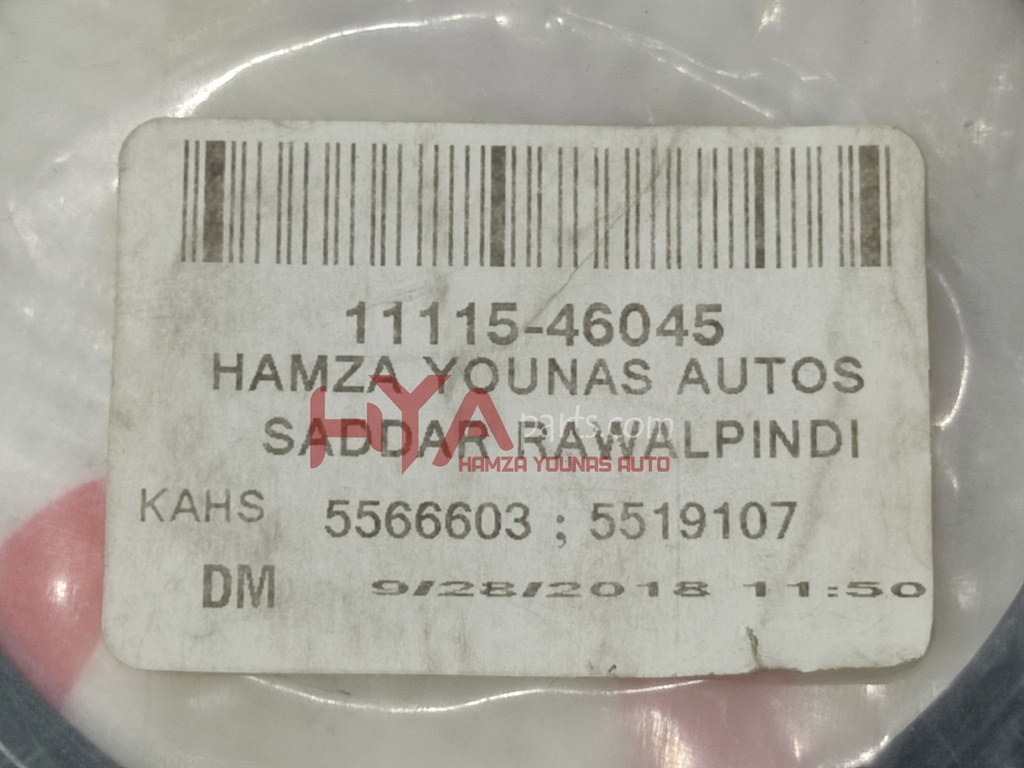 11115-46045
HAMZA YOUNAS AUTOS
HYA parts.com
SADDAR RAWALPINDI
HAMZA YOUNAS AUTO
KAHS 5566603 ; 5519107
DM 9/28/2018 11:50